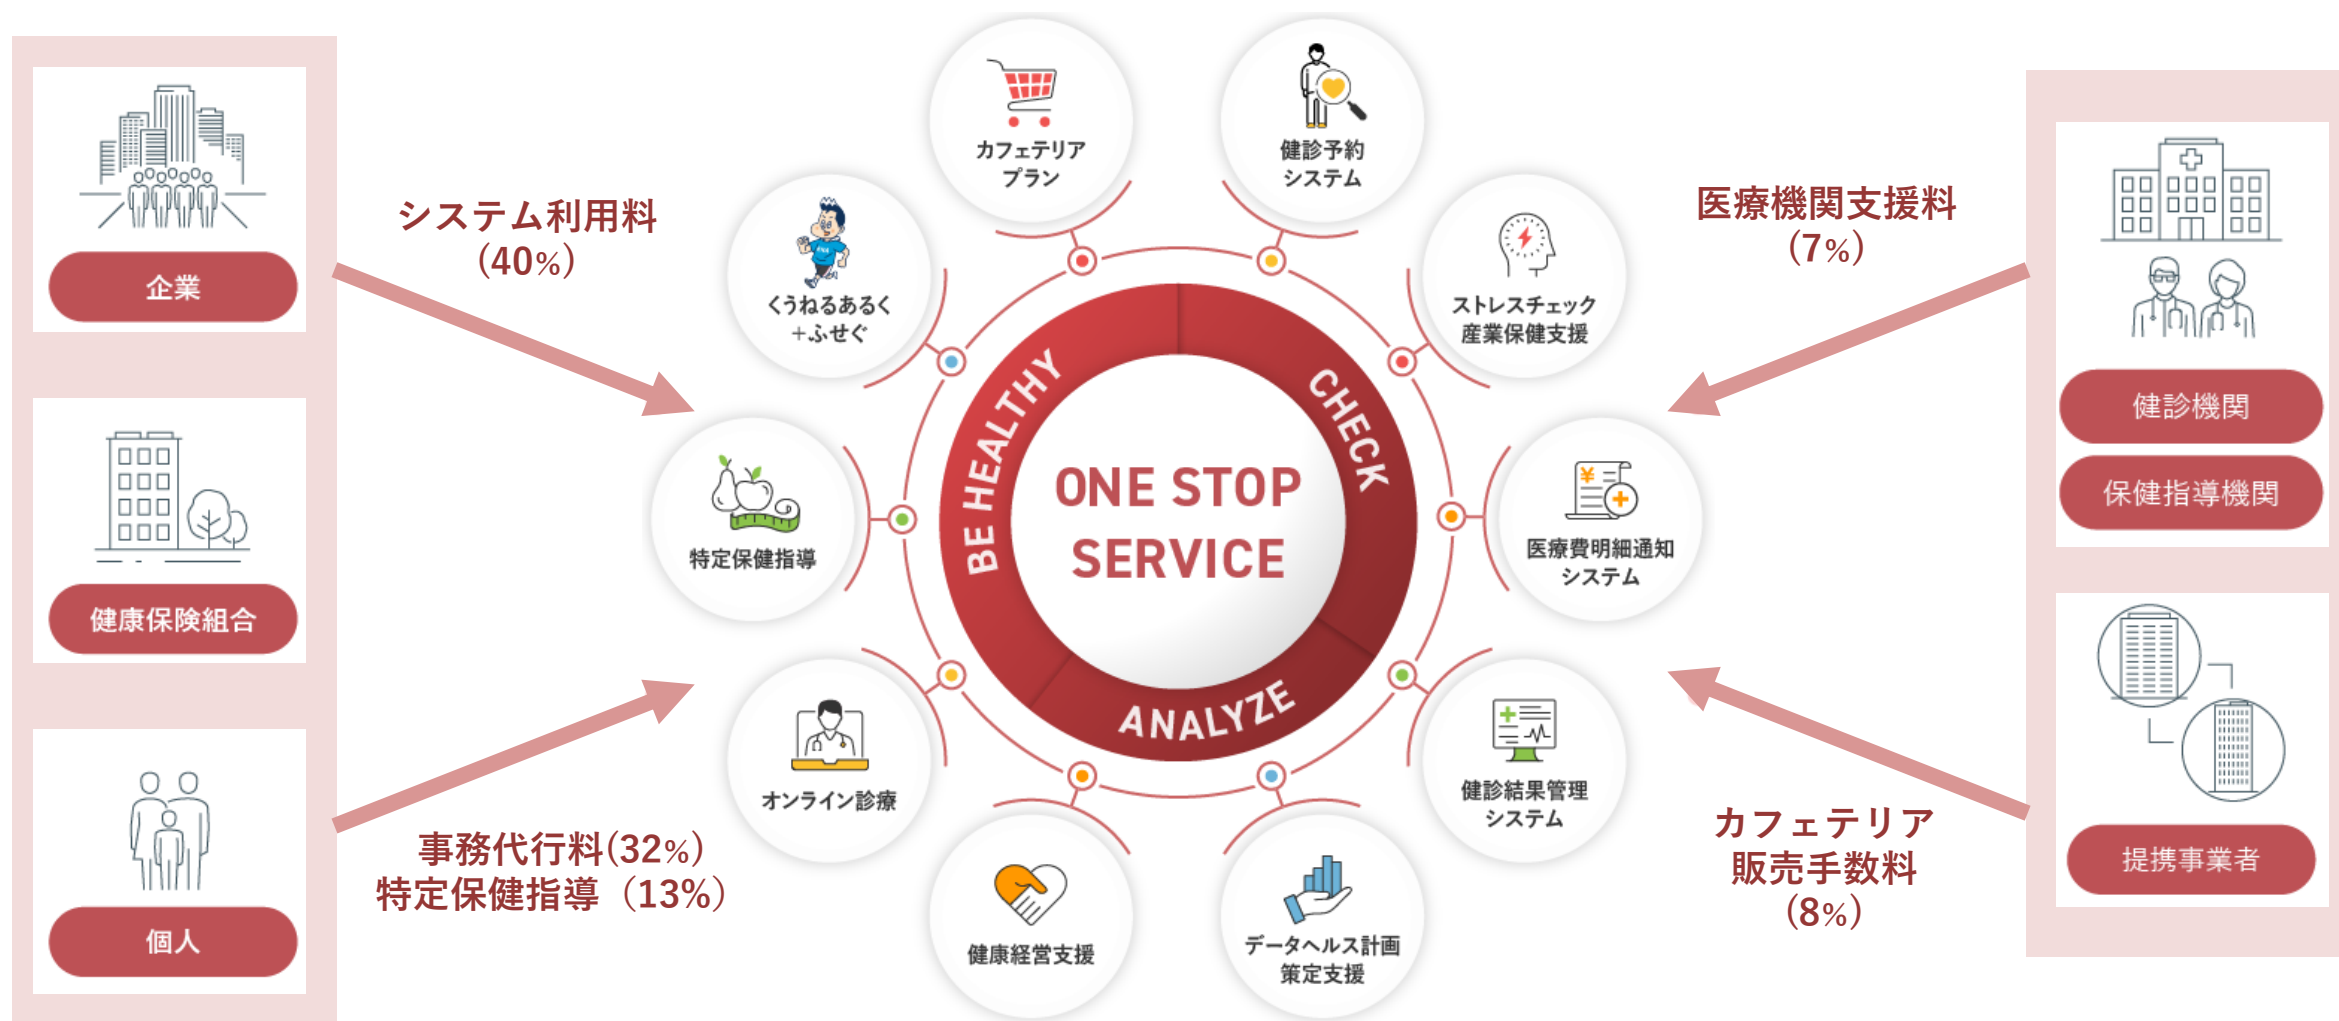 企業
健康保険組合
個人
システム利用料
(40%)
事務代行料(32%)
特定保健指導（13%）
カフェテリア
プラン
健診予約
システム
くうねるあるく
＋ふせぐ
ストレスチェック
産業保健支援
特定保健指導
医療費明細通知
システム
オンライン診療
健診結果管理
システム
健康経営支援
データヘルス計画
策定支援
BE HEALTHY
CHECK
ANALYZE
ONE STOP
SERVICE
医療機関支援料
(7%)
カフェテリア
販売手数料
(8%)
健診機関
保健指導機関
提携事業者